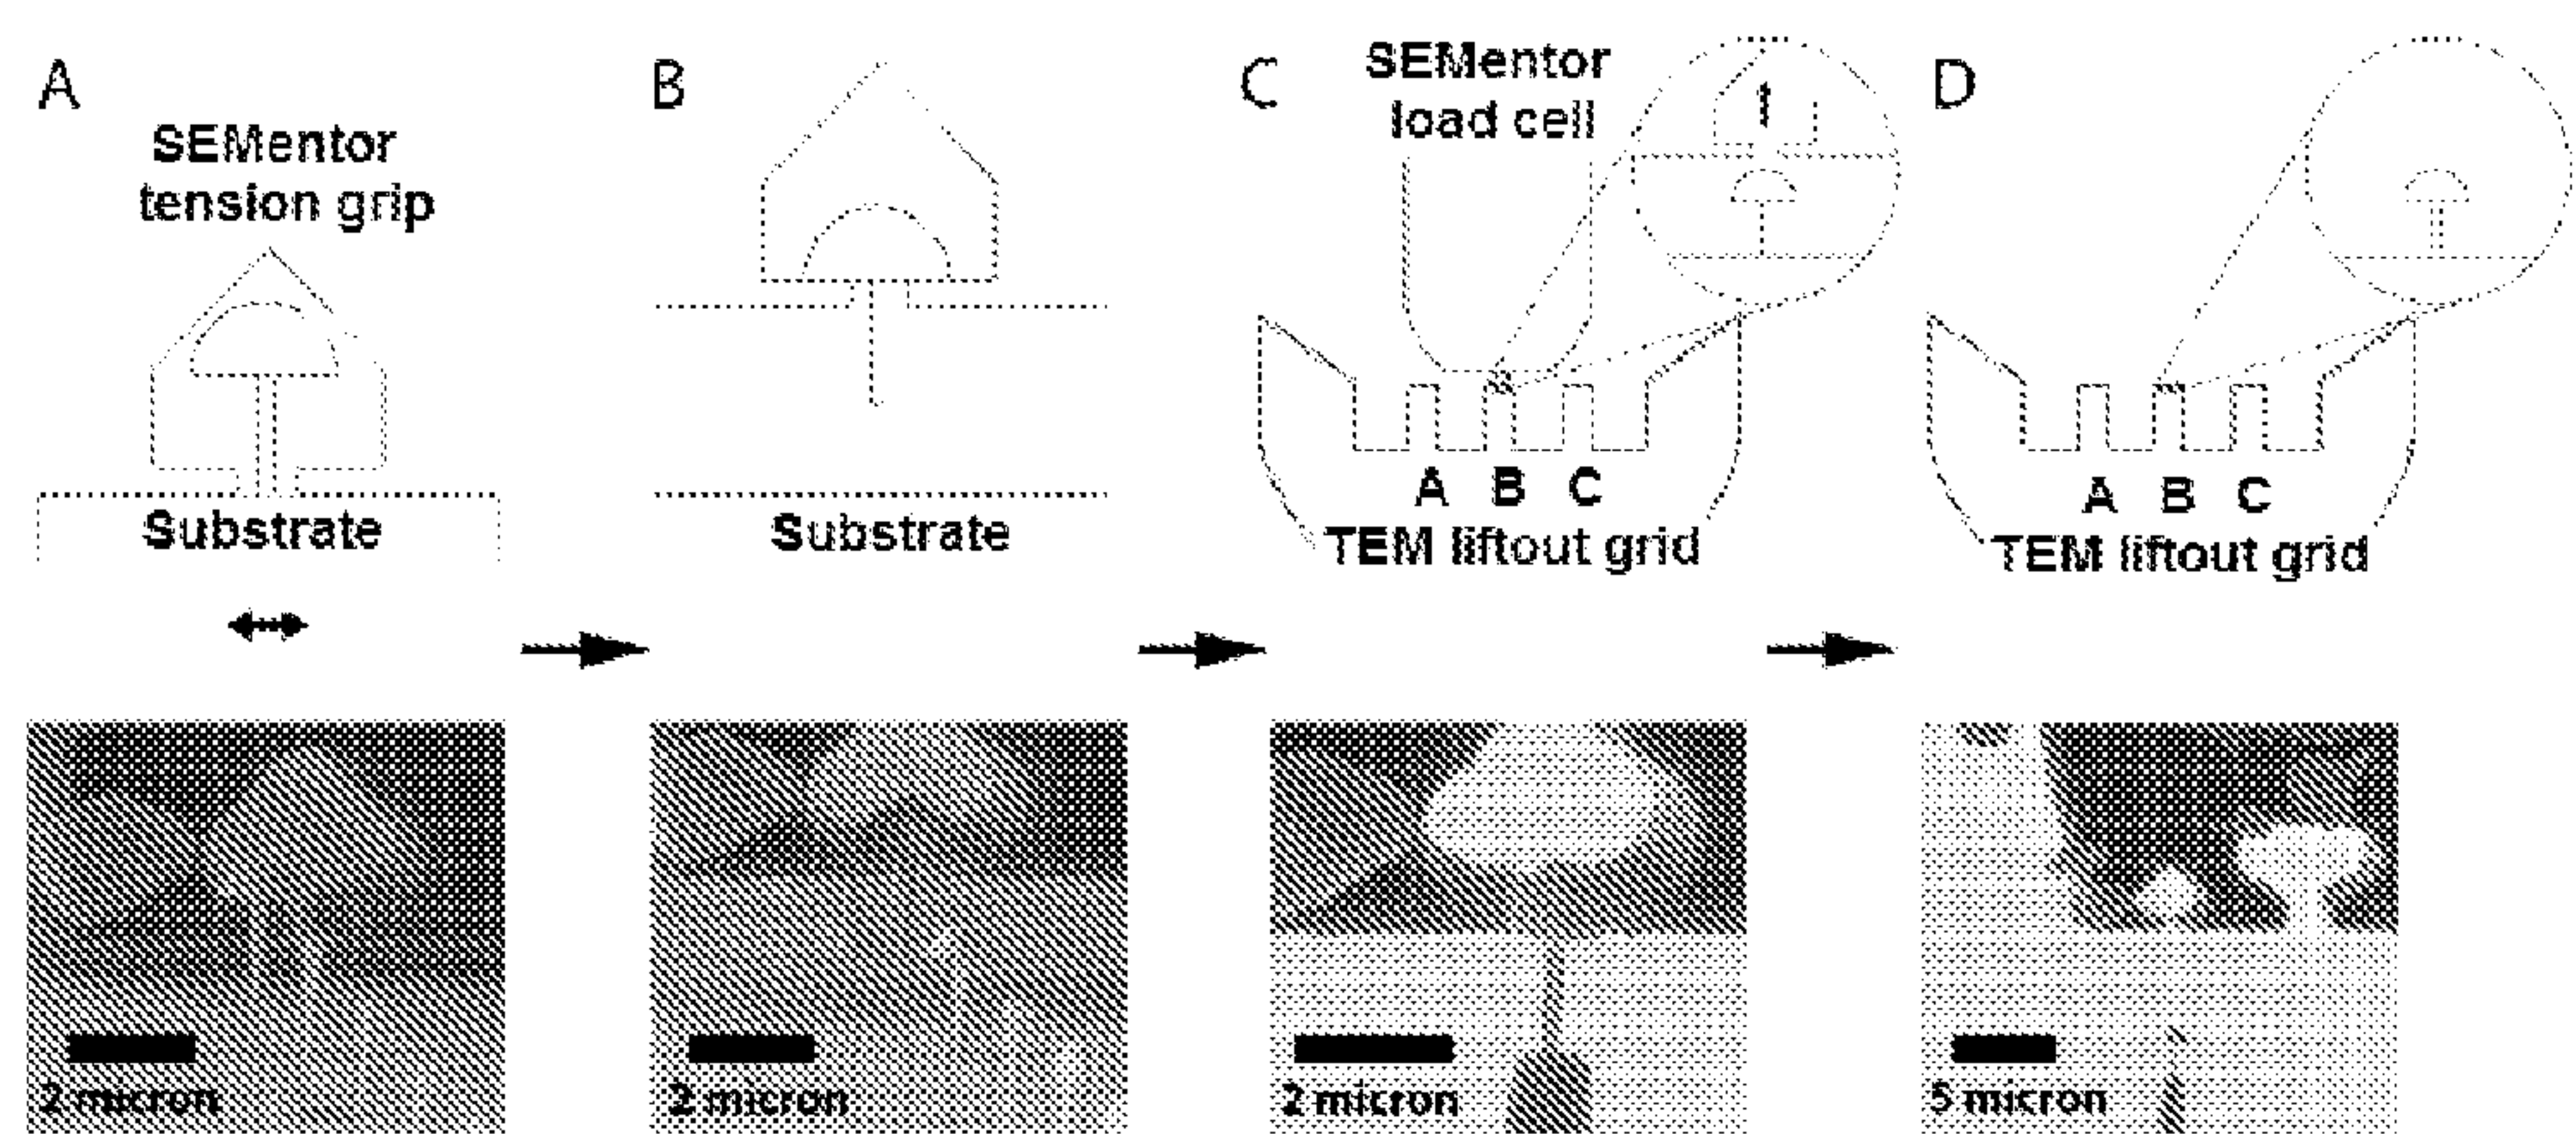 A
B
C
D
SEMentor
tension grip
SEMentor
load cell
Substrate
Substrate
A B C
TEM liftout grid
A B C
TEM liftout grid
2 micron
2 micron
2 micron
5 micron